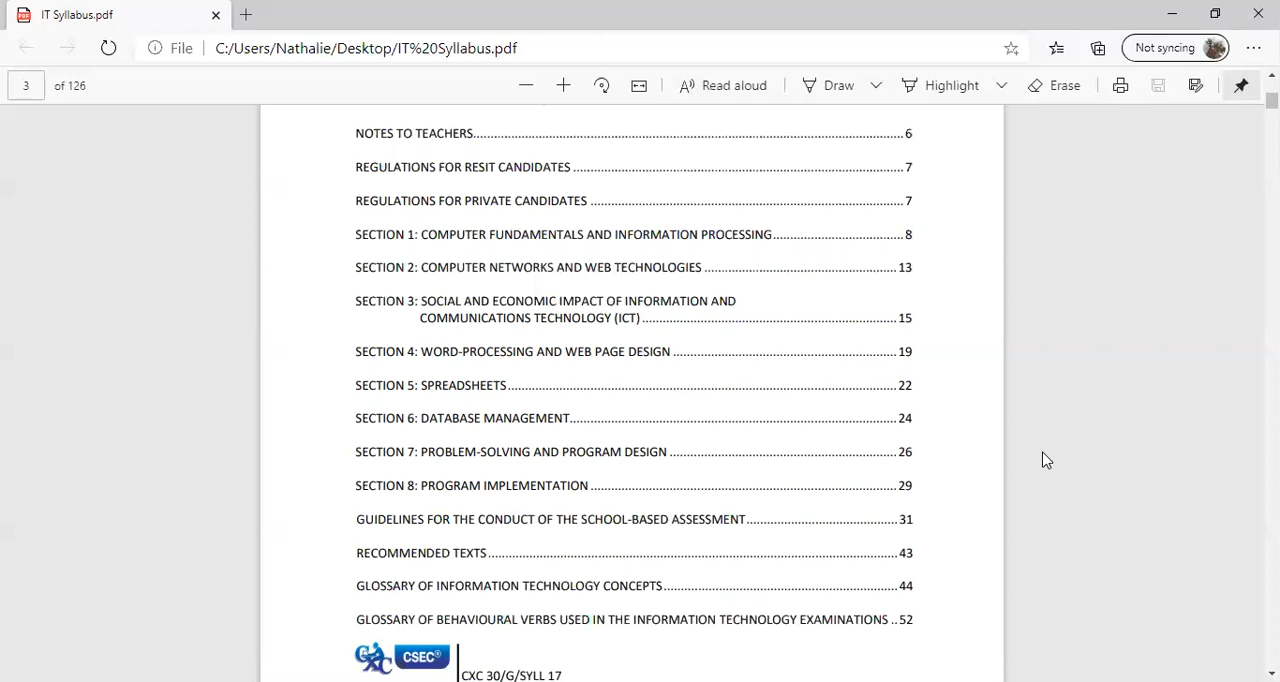 IT Syllabus.pdf
File
C:/Users/Nathalie/Desktop/IT%20Syllabus.pdf
Not syncing
3 of 126
Read aloud
Draw
Highlight
Erase
NOTES TO TEACHERS 6
REGULATIONS FOR RESIT CANDIDATES 7
REGULATIONS FOR PRIVATE CANDIDATES 7
SECTION 1: COMPUTER FUNDAMENTALS AND INFORMATION PROCESSING 8
SECTION 2: COMPUTER NETWORKS AND WEB TECHNOLOGIES 13
SECTION 3: SOCIAL AND ECONOMIC IMPACT OF INFORMATION AND
COMMUNICATIONS TECHNOLOGY (ICT) 15
SECTION 4: WORD-PROCESSING AND WEB PAGE DESIGN 19
SECTION 5: SPREADSHEETS 22
SECTION 6: DATABASE MANAGEMENT 24
SECTION 7: PROBLEM-SOLVING AND PROGRAM DESIGN 26
SECTION 8: PROGRAM IMPLEMENTATION 29
GUIDELINES FOR THE CONDUCT OF THE SCHOOL-BASED ASSESSMENT 31
RECOMMENDED TEXTS 43
GLOSSARY OF INFORMATION TECHNOLOGY CONCEPTS 44
GLOSSARY OF BEHAVIOURAL VERBS USED IN THE INFORMATION TECHNOLOGY EXAMINATIONS .. 52
CXC CSEC®
CXC 30/G/SYLL 17